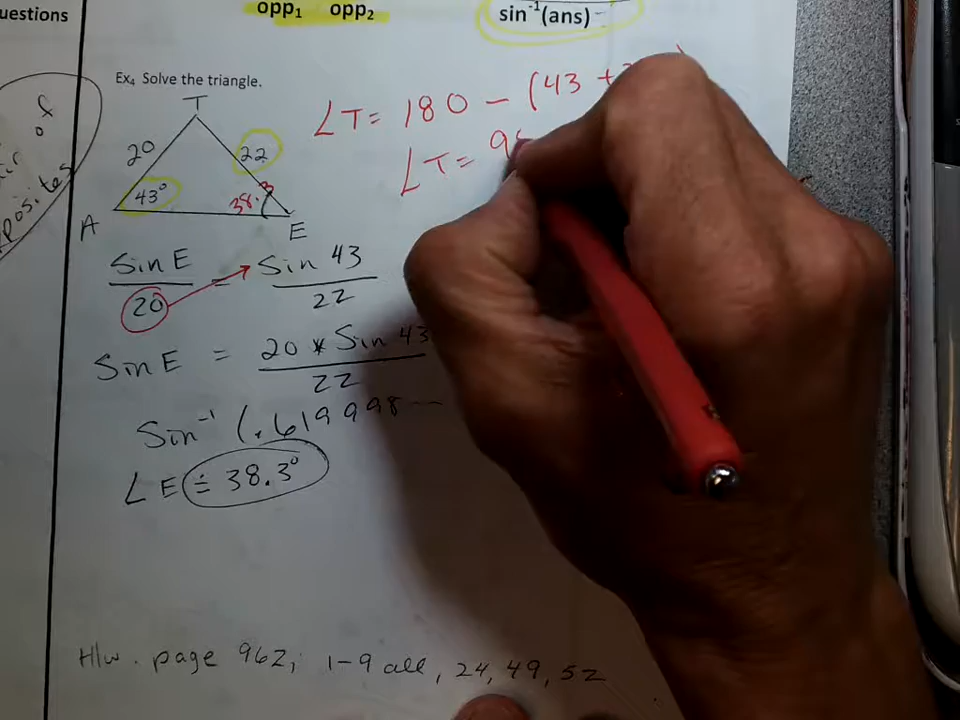 uestions
opp₁ opp₂
sin⁻¹(ans)
Ex₄ Solve the triangle.
T
20
22
43°
38.3
A
E
∠T= 180 - (43 +
∠T=
Sin E / 20 = Sin 43 / 22
Sin E = 20 * Sin 43 / 22
Sin⁻¹ (.619998...
∠E ≐ 38.3°
&
of
H/w. page 962; 1-9 all, 24, 49, 52